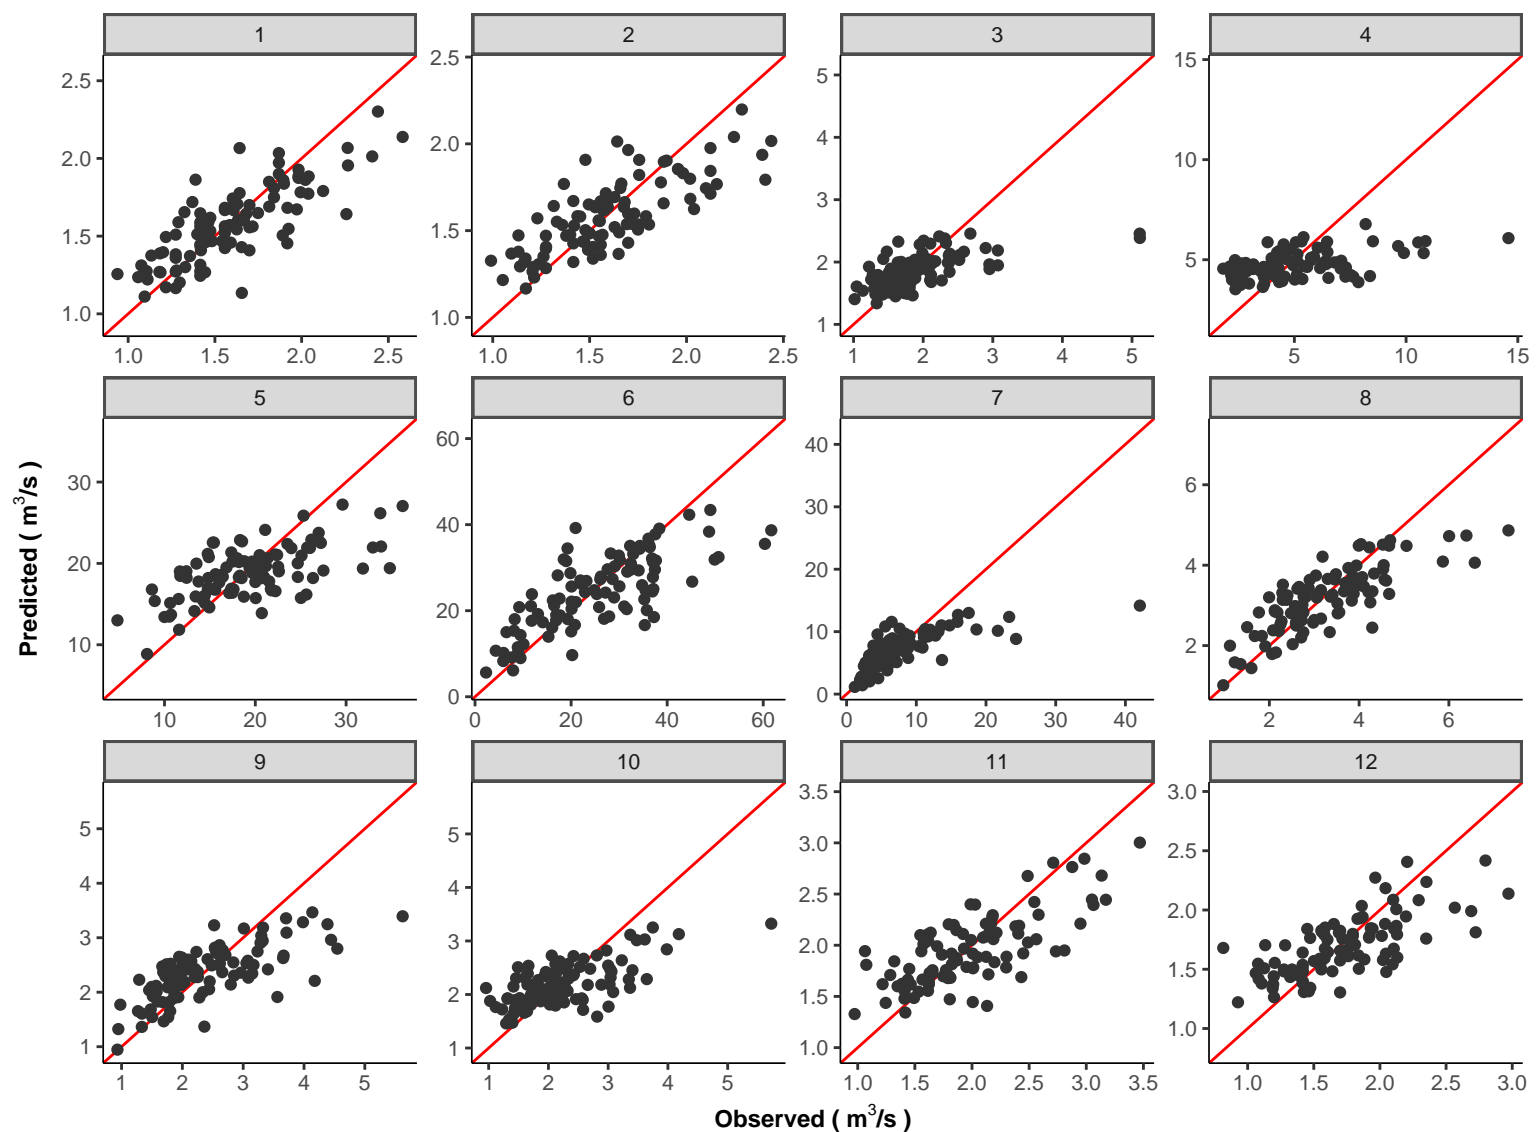 1 2 3 4
2.5 2.0 1.5 1.0
2.5 2.0 1.5 1.0
5 4 3 2 1
15 10 5
1.0 1.5 2.0 2.5
1.0 1.5 2.0 2.5
1 2 3 4 5
5 10 15
5 6 7 8
30 20 10
60 40 20 0
40 30 20 10 0
6 4 2
10 20 30
0 20 40 60
0 10 20 30 40
2 4 6
9 10 11 12
5 4 3 2 1
5 4 3 2 1
3.5 3.0 2.5 2.0 1.5 1.0
3.0 2.5 2.0 1.5 1.0
1 2 3 4 5
1 2 3 4 5
1.0 1.5 2.0 2.5 3.0 3.5
1.0 1.5 2.0 2.5 3.0
Predicted ( m³/s )
Observed ( m³/s )